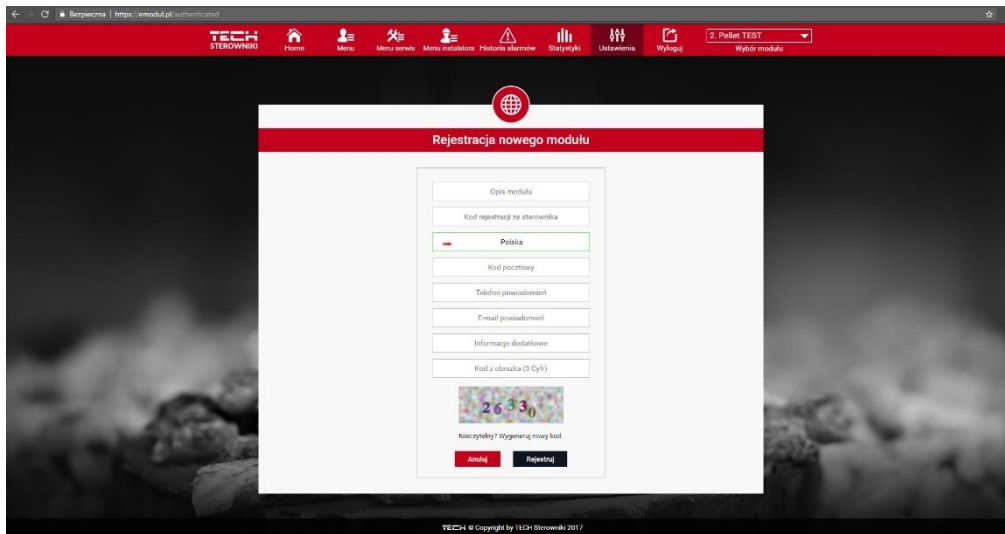 Bezpieczna | https://emodul.pl/authenticated
TECH
STEROWNIKI
Home
Menu
Menu serwis
Menu instalatora
Historia alarmów
Statystyki
Ustawienia
Wyloguj
2. Pellet TEST
Wybór modułu
Rejestracja nowego modułu
Opis modułu
Kod rejestracji ze sterownika
Polska
Kod pocztowy
Telefon powiadomień
E-mail powiadomień
Informacje dodatkowe
Kod z obrazka (5 Cyfr)
26330
Nieczytelny? Wygeneruj nowy kod.
Anuluj
Rejestruj
TECH © Copyright by TECH Sterowniki 2017